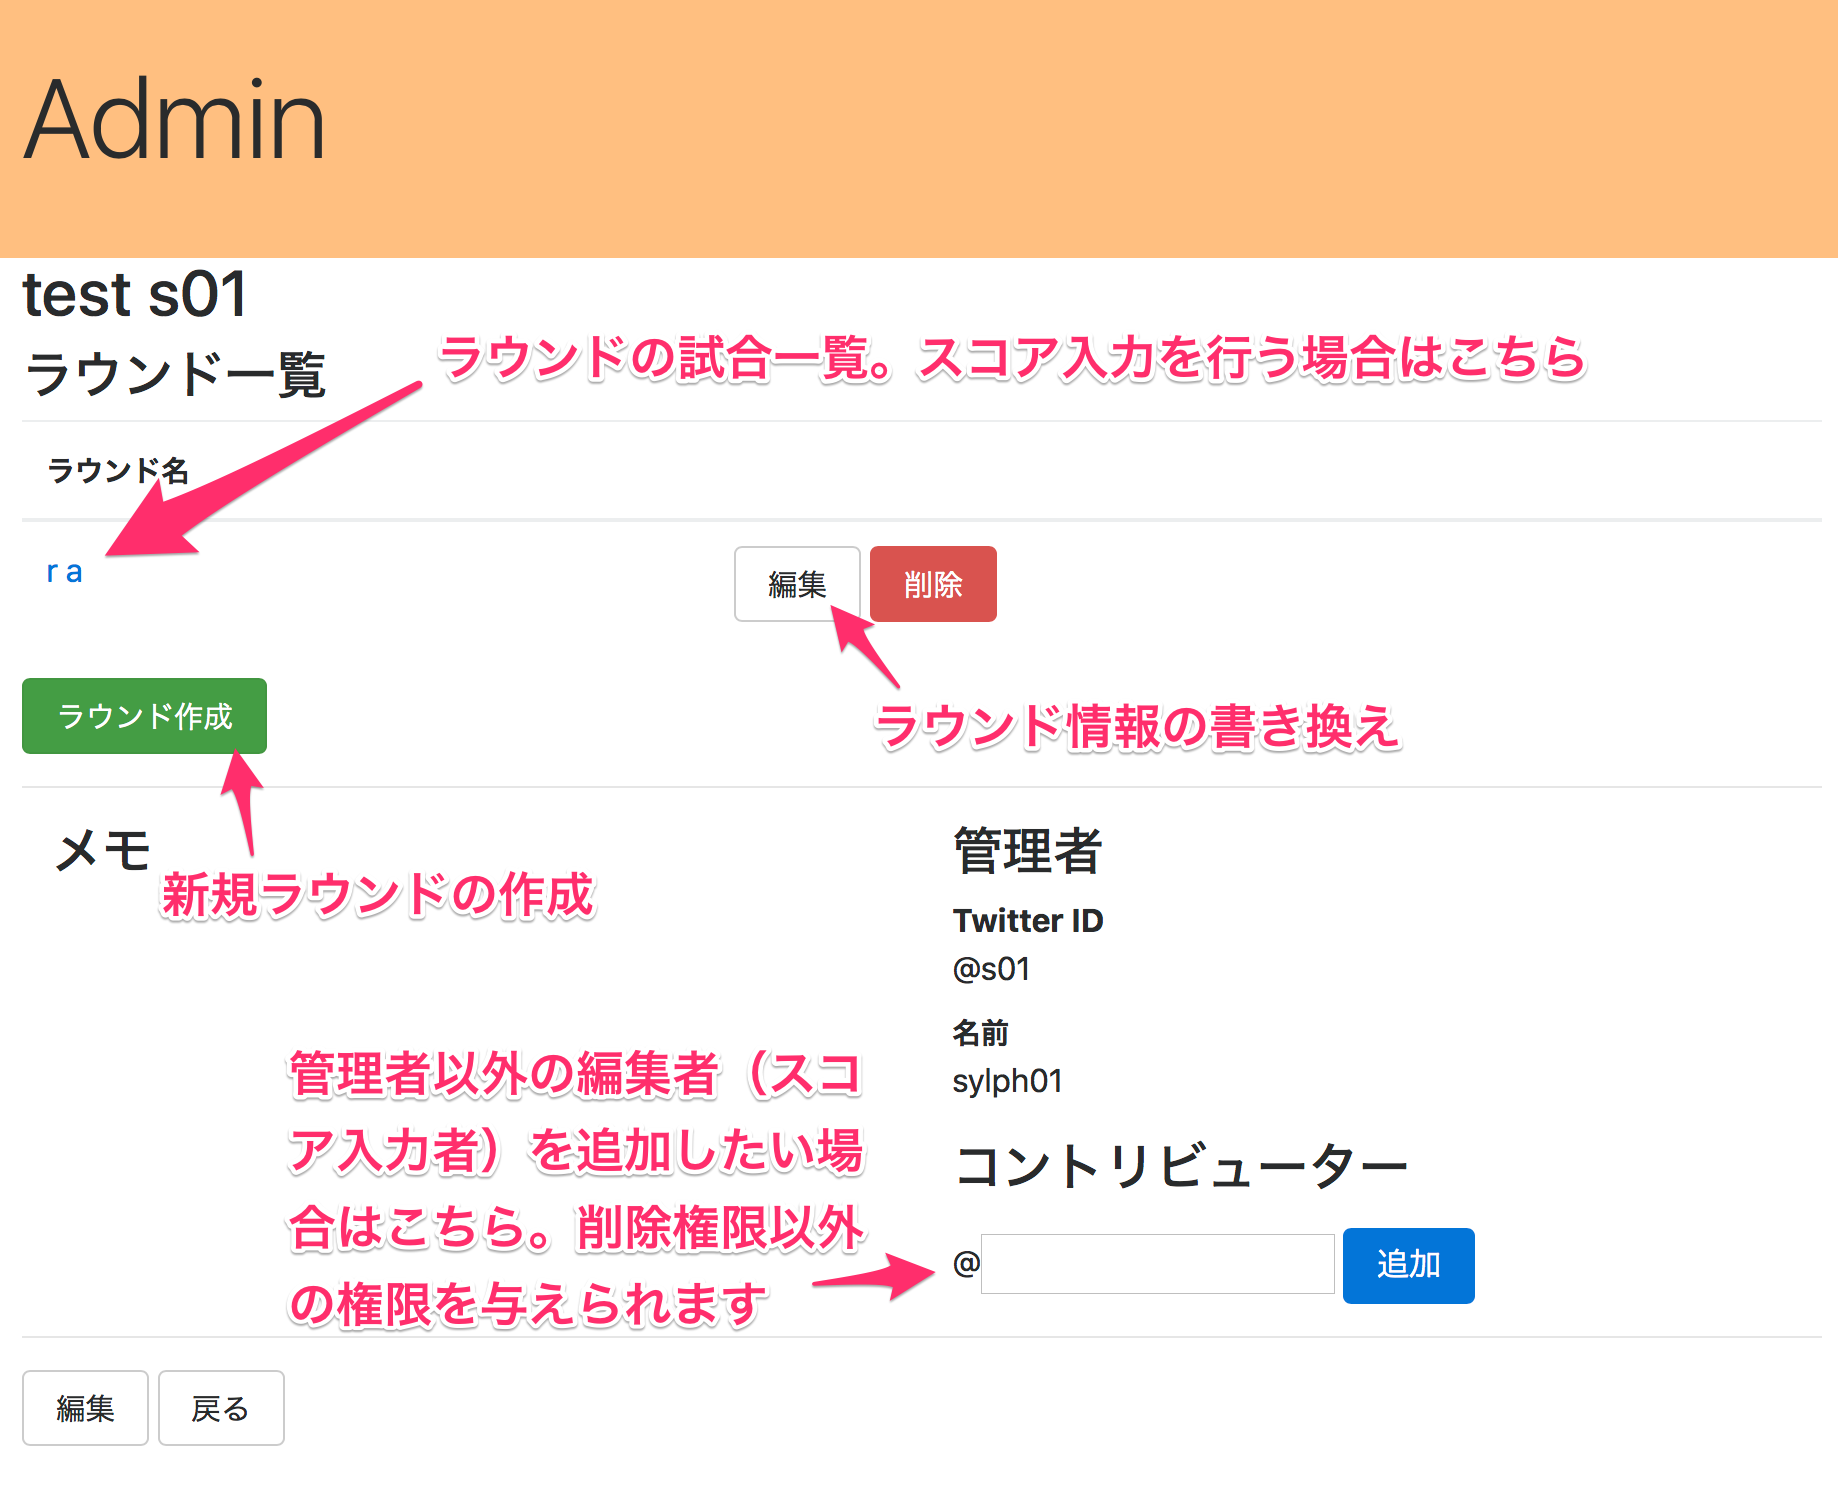 Admin
test s01
ラウンド一覧
ラウンドの試合一覧。スコア入力を行う場合はこちら
ラウンド名
r a
編集
削除
ラウンド作成
ラウンド情報の書き換え
メモ
新規ラウンドの作成
管理者
Twitter ID
@s01
名前
sylph01
管理者以外の編集者（スコ
ア入力者）を追加したい場
合はこちら。削除権限以外
の権限を与えられます
コントリビューター
@
追加
編集
戻る